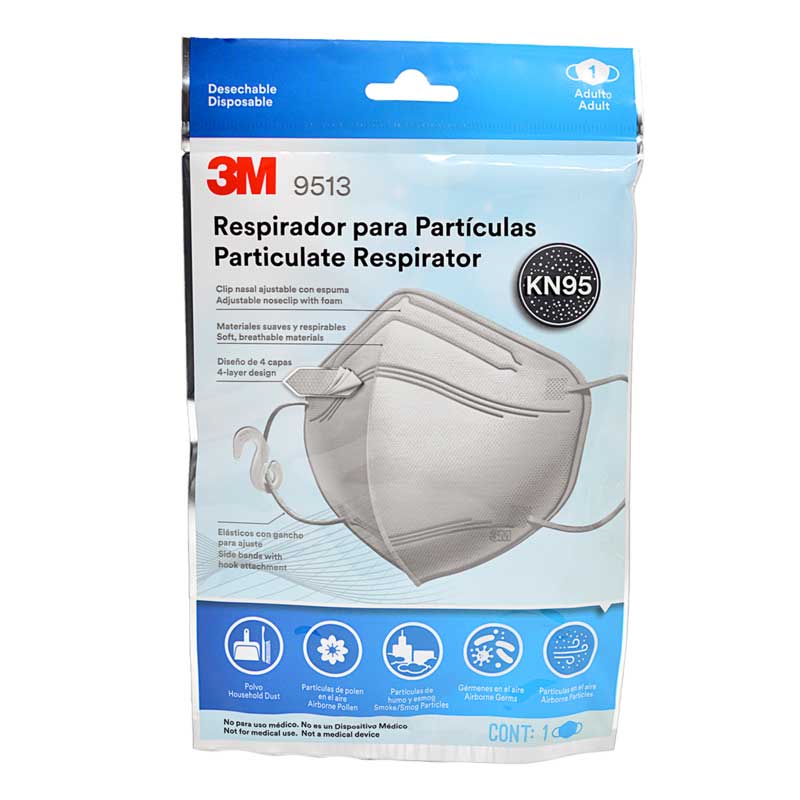 Desechable
Disposable
1
Adulto
Adult
3M 9513
Respirador para Partículas
Particulate Respirator
KN95
Clip nasal ajustable con espuma
Adjustable noseclip with foam
Materiales suaves y respirables
Soft, breathable materials
Diseño de 4 capas
4-layer design
3M
Elásticos con gancho
para ajuste
Side bands with
hook attachment
Polvo
Household Dust
Partículas de polen
en el aire
Airborne Pollen
Partículas de
humo y esmog
Smoke/Smog Particles
Gérmenes en el aire
Airborne Germs
Partículas en el aire
Airborne Particles
No para uso médico. No es un Dispositivo Médico
Not for medical use. Not a medical device
CONT: 1